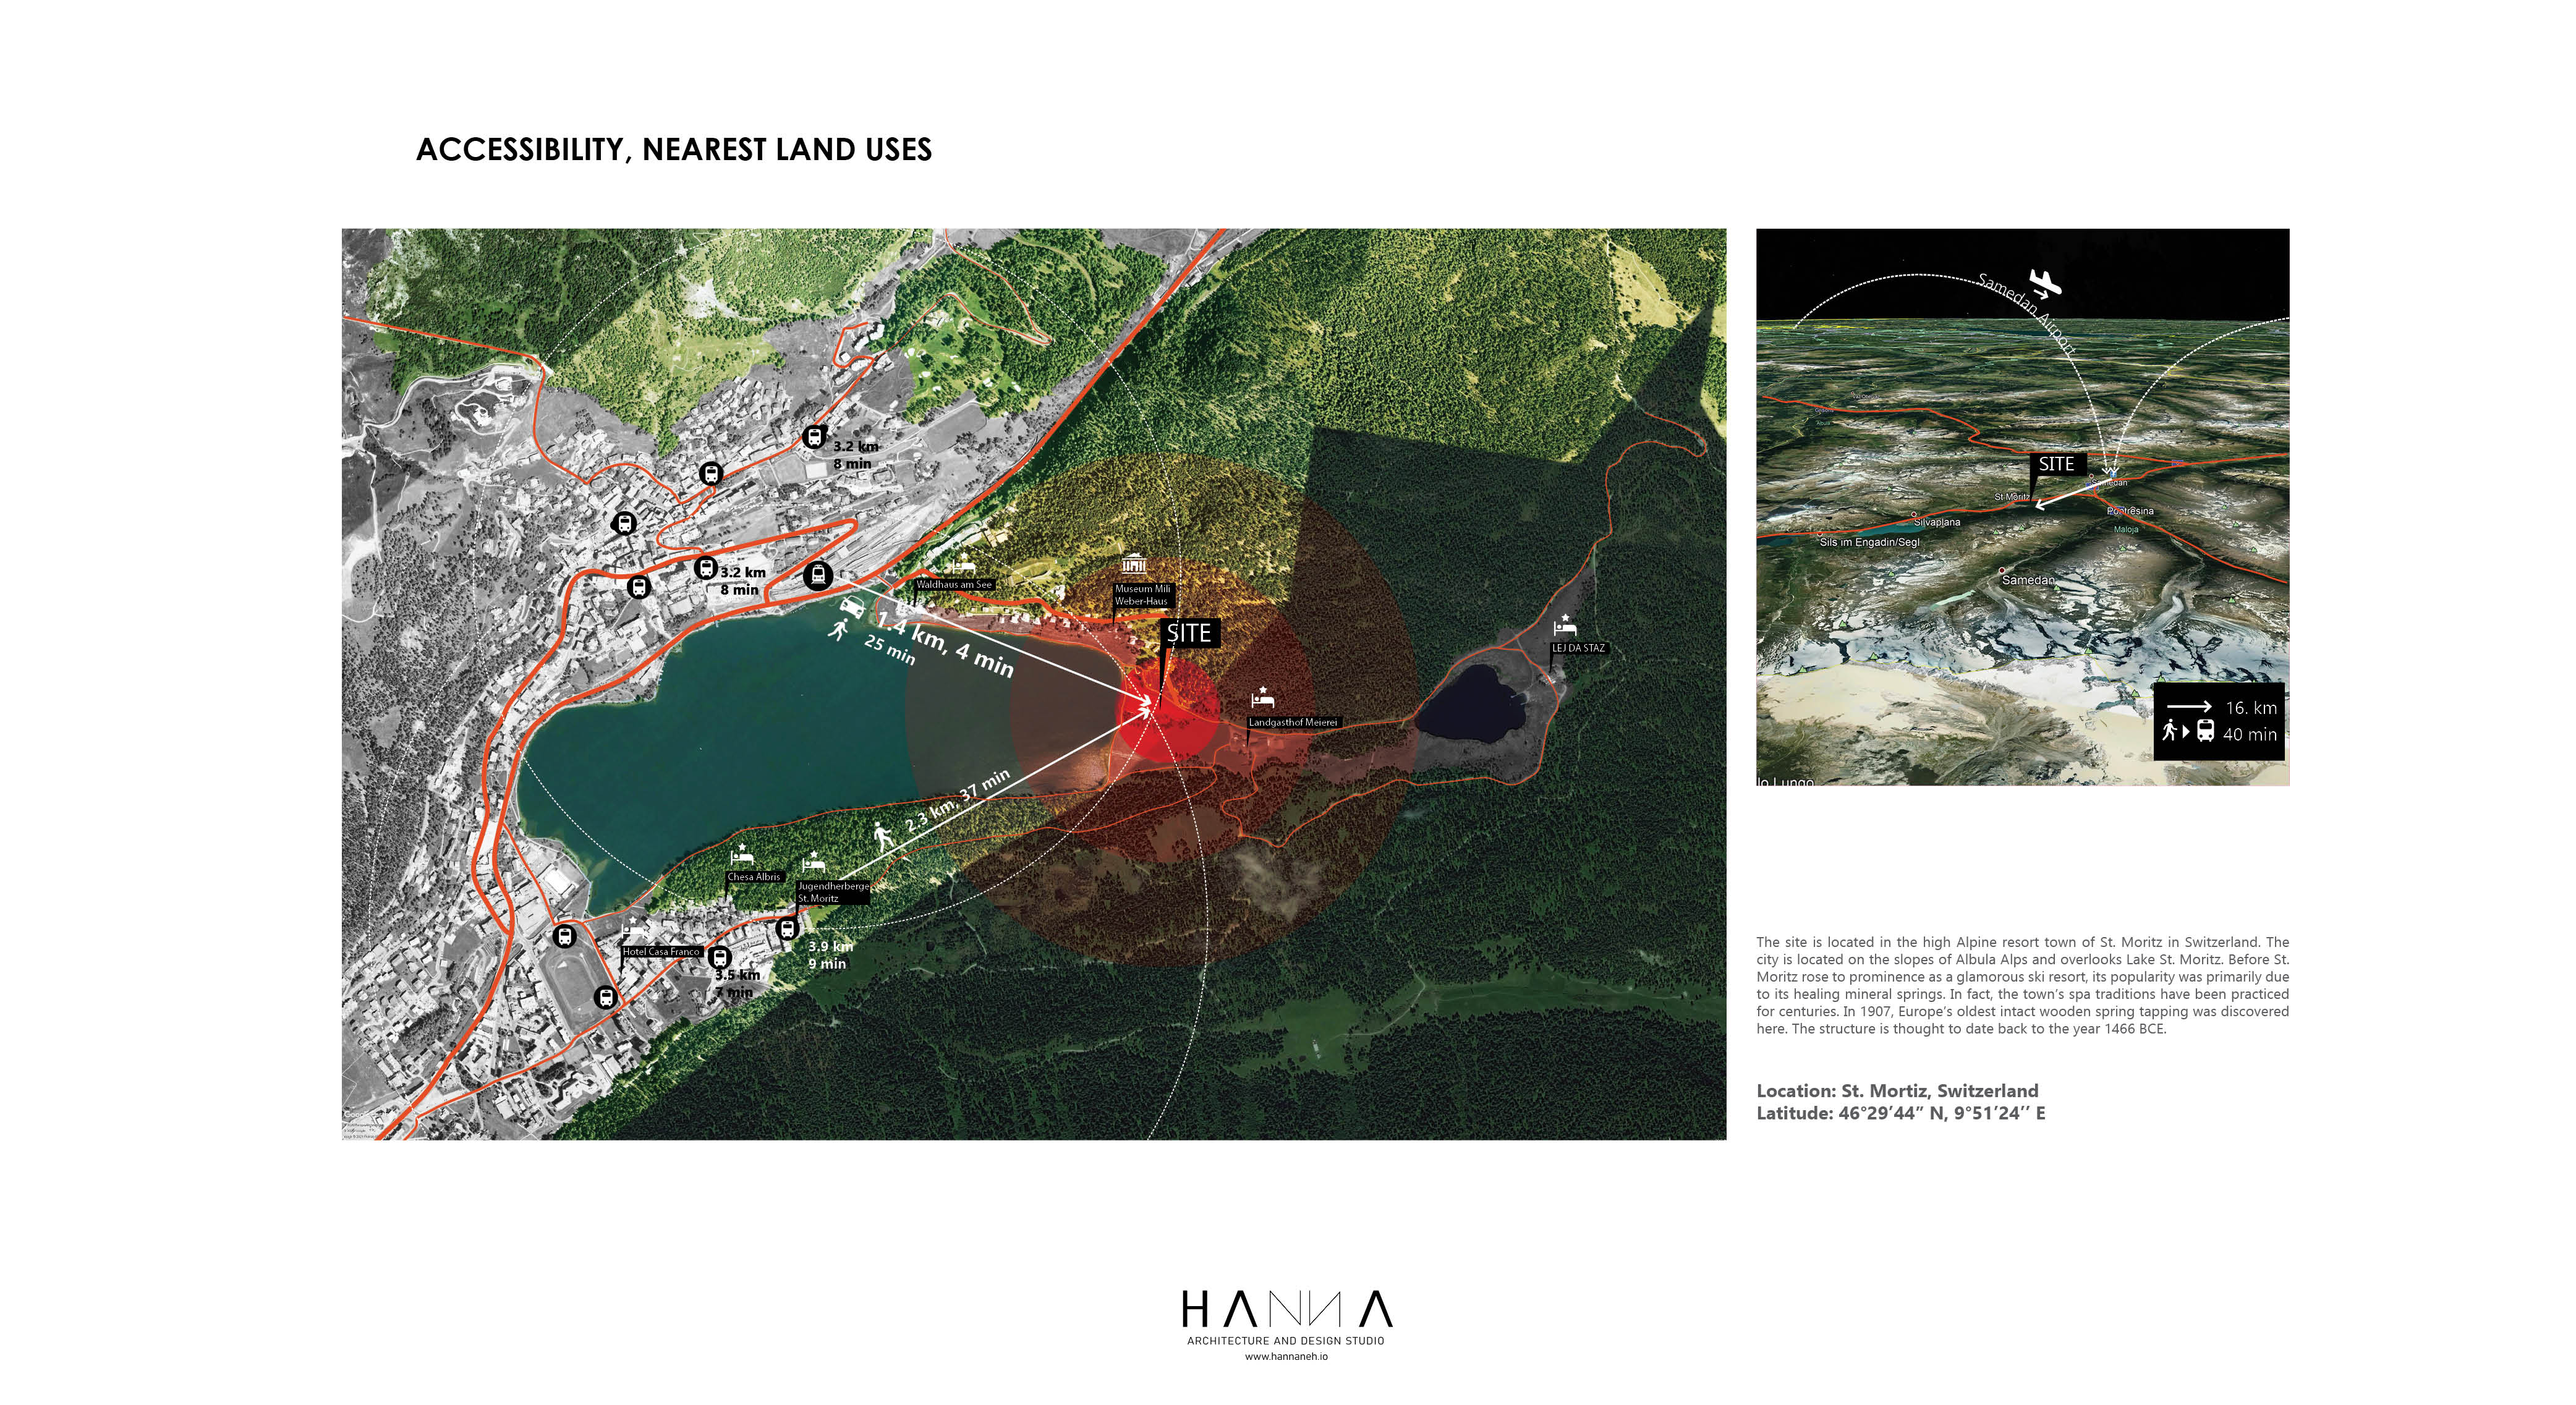 ACCESSIBILITY, NEAREST LAND USES
3.2 km
8 min
3.2 km
8 min
Waldhaus am See
Museum Mili
Weber-Haus
SITE
1.4 km, 4 min
25 min
LEJ DA STAZ
Landgasthof Meierei
2.3 km, 37 min
Chesa Albris
Jugendherberge
St. Moritz
Hotel Casa Franco
3.9 km
9 min
3.5 km
7 min
Samedan Airport
SITE
St Moritz
Samedan
Pontresina
Maloja
Silvaplana
Sils im Engadin/Segl
Samedan
16. km
40 min
lo Lungo
The site is located in the high Alpine resort town of St. Moritz in Switzerland. The
city is located on the slopes of Albula Alps and overlooks Lake St. Moritz. Before St.
Moritz rose to prominence as a glamorous ski resort, its popularity was primarily due
to its healing mineral springs. In fact, the town's spa traditions have been practiced
for centuries. In 1907, Europe's oldest intact wooden spring tapping was discovered
here. The structure is thought to date back to the year 1466 BCE.
Location: St. Mortiz, Switzerland
Latitude: 46°29'44" N, 9°51'24'' E
HANNA
ARCHITECTURE AND DESIGN STUDIO
www.hannaneh.io